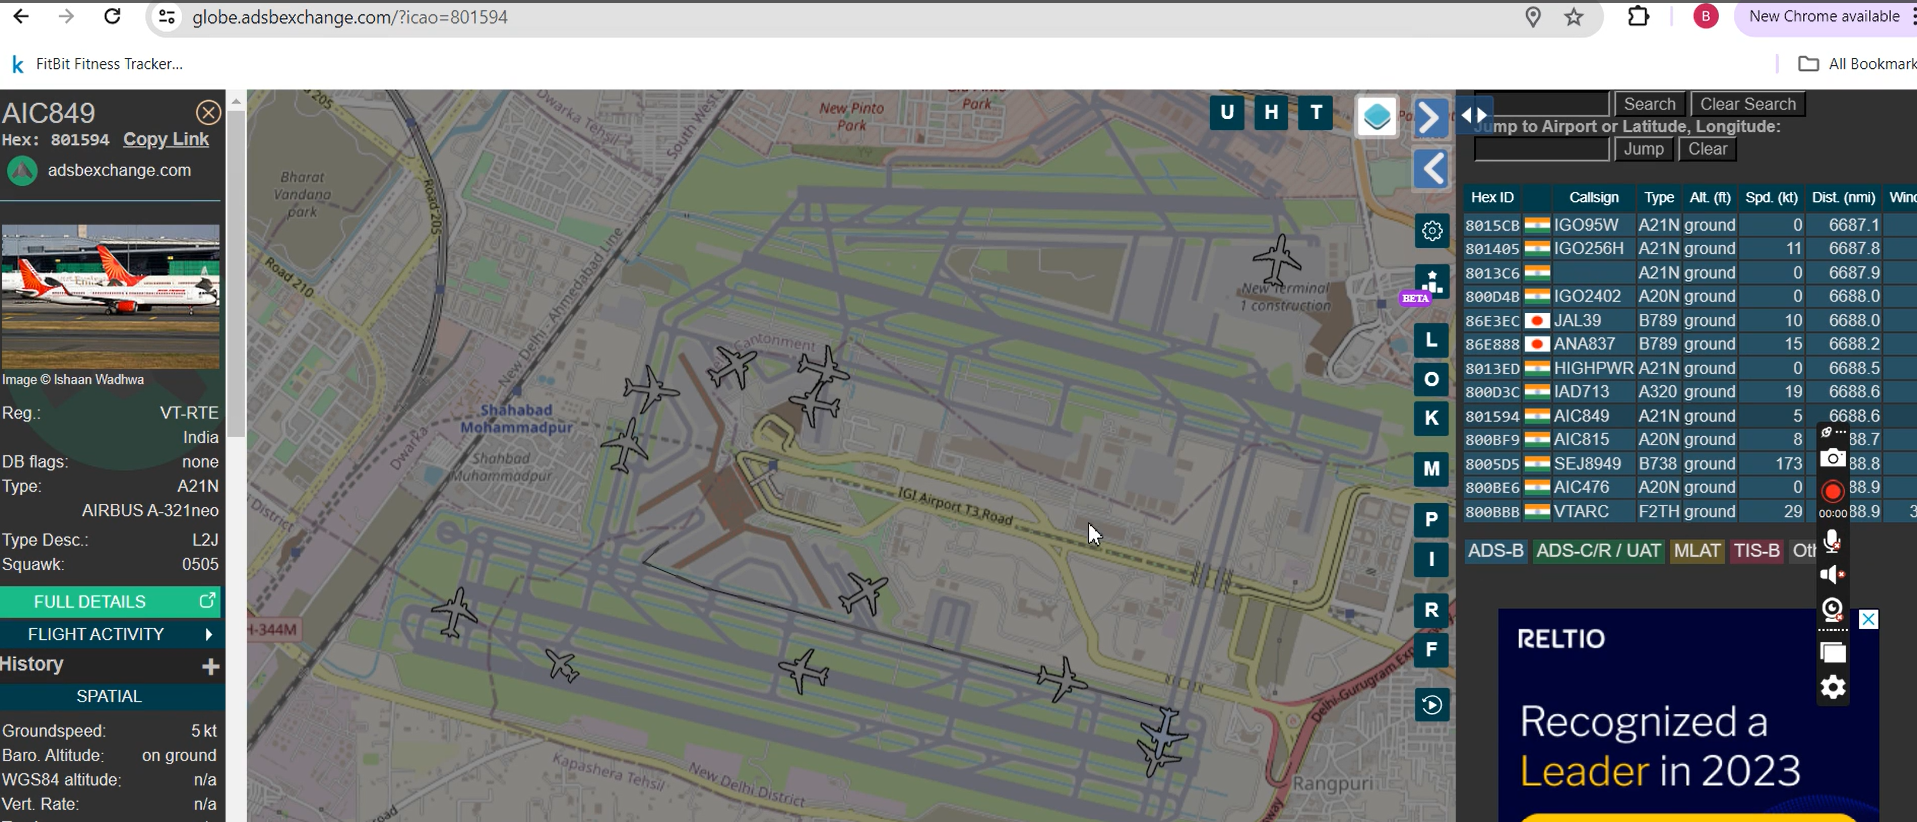 globe.adsbexchange.com/?icao=801594
B
New Chrome available
FitBit Fitness Tracker...
All Bookmark
AIC849
Hex: 801594 Copy Link
adsbexchange.com
Image © Ishaan Wadhwa
Reg.: VT-RTE
India
DB flags: none
Type: A21N
AIRBUS A-321neo
Type Desc.: L2J
Squawk: 0505
FULL DETAILS
FLIGHT ACTIVITY
History +
SPATIAL
Groundspeed: 5 kt
Baro. Altitude: on ground
WGS84 altitude: n/a
Vert. Rate: n/a
Road 205
Dwarka Tehsil
South West
New Pinto
Park
Park
Bharat
Vandana
park
Road 205
Road 210
New Delhi - Ahmedabad Line
New Terminal
1 construction
Cantonment
Shahabad
Mohammadpur
Dwarka
Shahbad
Muhammadpur
District
IGI Airport T3 Road
H-344M
Delhi-Gurugram Exp
Kapashera Tehsil
New Delhi District
Rangpuri
road
way
U H T
BETA
L
O
K
M
P
I
R
F
Search Clear Search
Jump to Airport or Latitude, Longitude:
Jump Clear
Hex ID Callsign Type Alt. (ft) Spd. (kt) Dist. (nmi) Wind
8015CB IGO95W A21N ground 0 6687.1
801405 IGO256H A21N ground 11 6687.8
8013C6 A21N ground 0 6687.9
800D4B IGO2402 A20N ground 0 6688.0
86E3EC JAL39 B789 ground 10 6688.0
86E888 ANA837 B789 ground 15 6688.2
8013ED HIGHPWR A21N ground 0 6688.5
800D3C IAD713 A320 ground 19 6688.6
801594 AIC849 A21N ground 5 6688.6
800BF9 AIC815 A20N ground 8 88.7
8005D5 SEJ8949 B738 ground 173 88.8
800BE6 AIC476 A20N ground 0 88.9
800BBB VTARC F2TH ground 29 88.9 3
00:00
ADS-B ADS-C/R / UAT MLAT TIS-B Oth
RELTIO
Recognized a
Leader in 2023